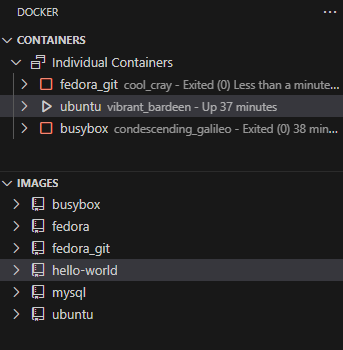 DOCKER
CONTAINERS
Individual Containers
fedora_git cool_cray - Exited (0) Less than a minute...
ubuntu vibrant_bardeen - Up 37 minutes
busybox condescending_galileo - Exited (0) 38 min...
IMAGES
busybox
fedora
fedora_git
hello-world
mysql
ubuntu